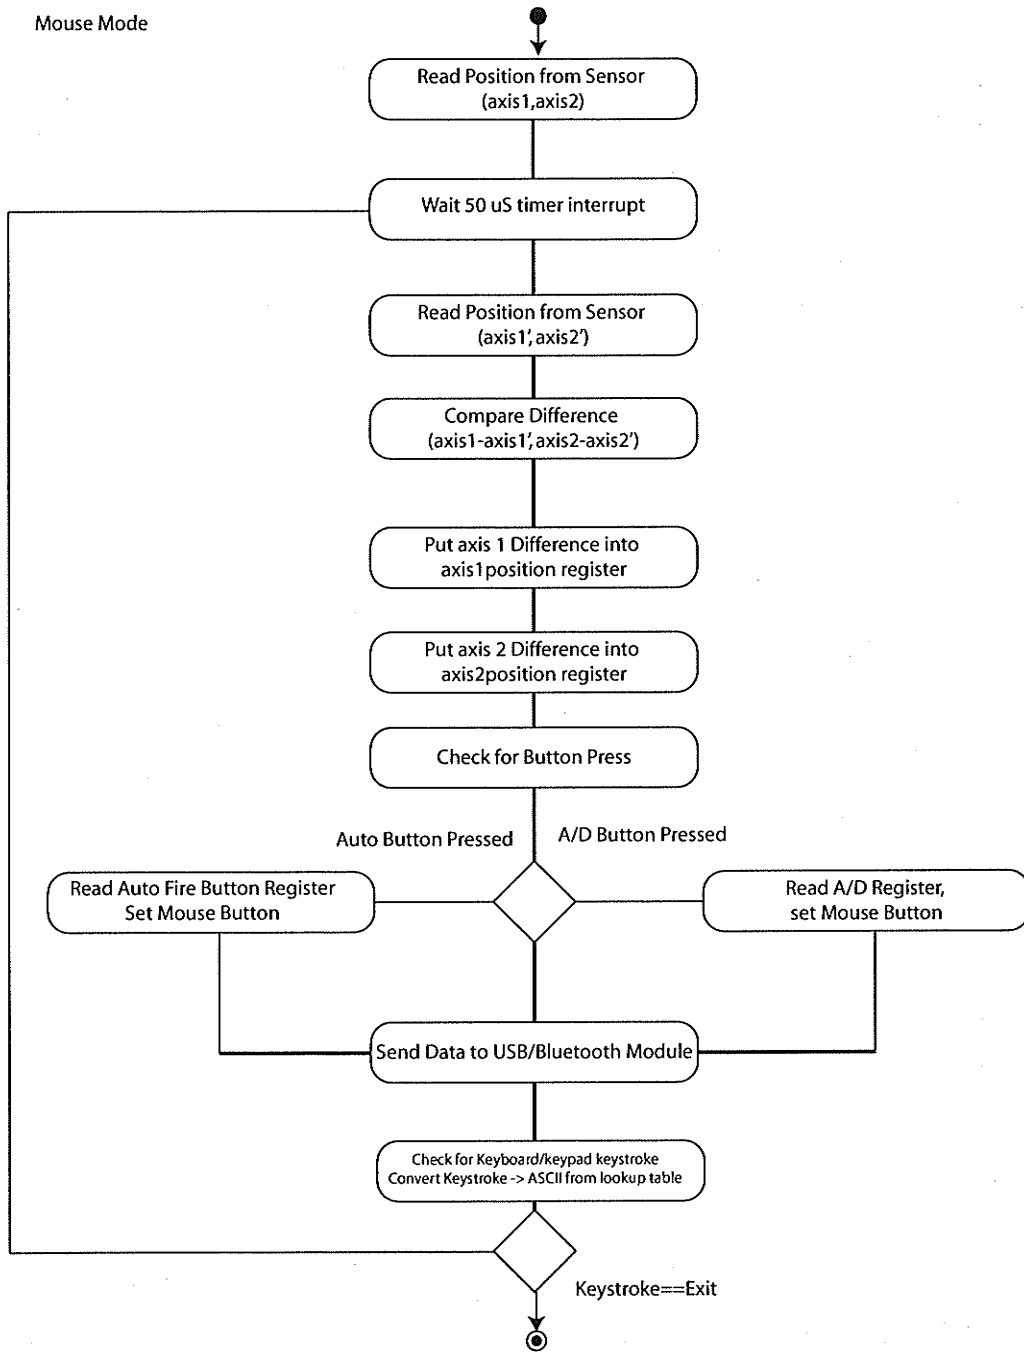 Mouse Mode
Read Position from Sensor
(axis1,axis2)
Wait 50 uS timer interrupt
Read Position from Sensor
(axis1',axis2')
Compare Difference
(axis1-axis1',axis2-axis2')
Put axis 1 Difference into
axis1position register
Put axis 2 Difference into
axis2position register
Check for Button Press
Auto Button Pressed
A/D Button Pressed
Read Auto Fire Button Register
Set Mouse Button
Read A/D Register,
set Mouse Button
Send Data to USB/Bluetooth Module
Check for Keyboard/keypad keystroke
Convert Keystroke -> ASCII from lookup table
Keystroke==Exit